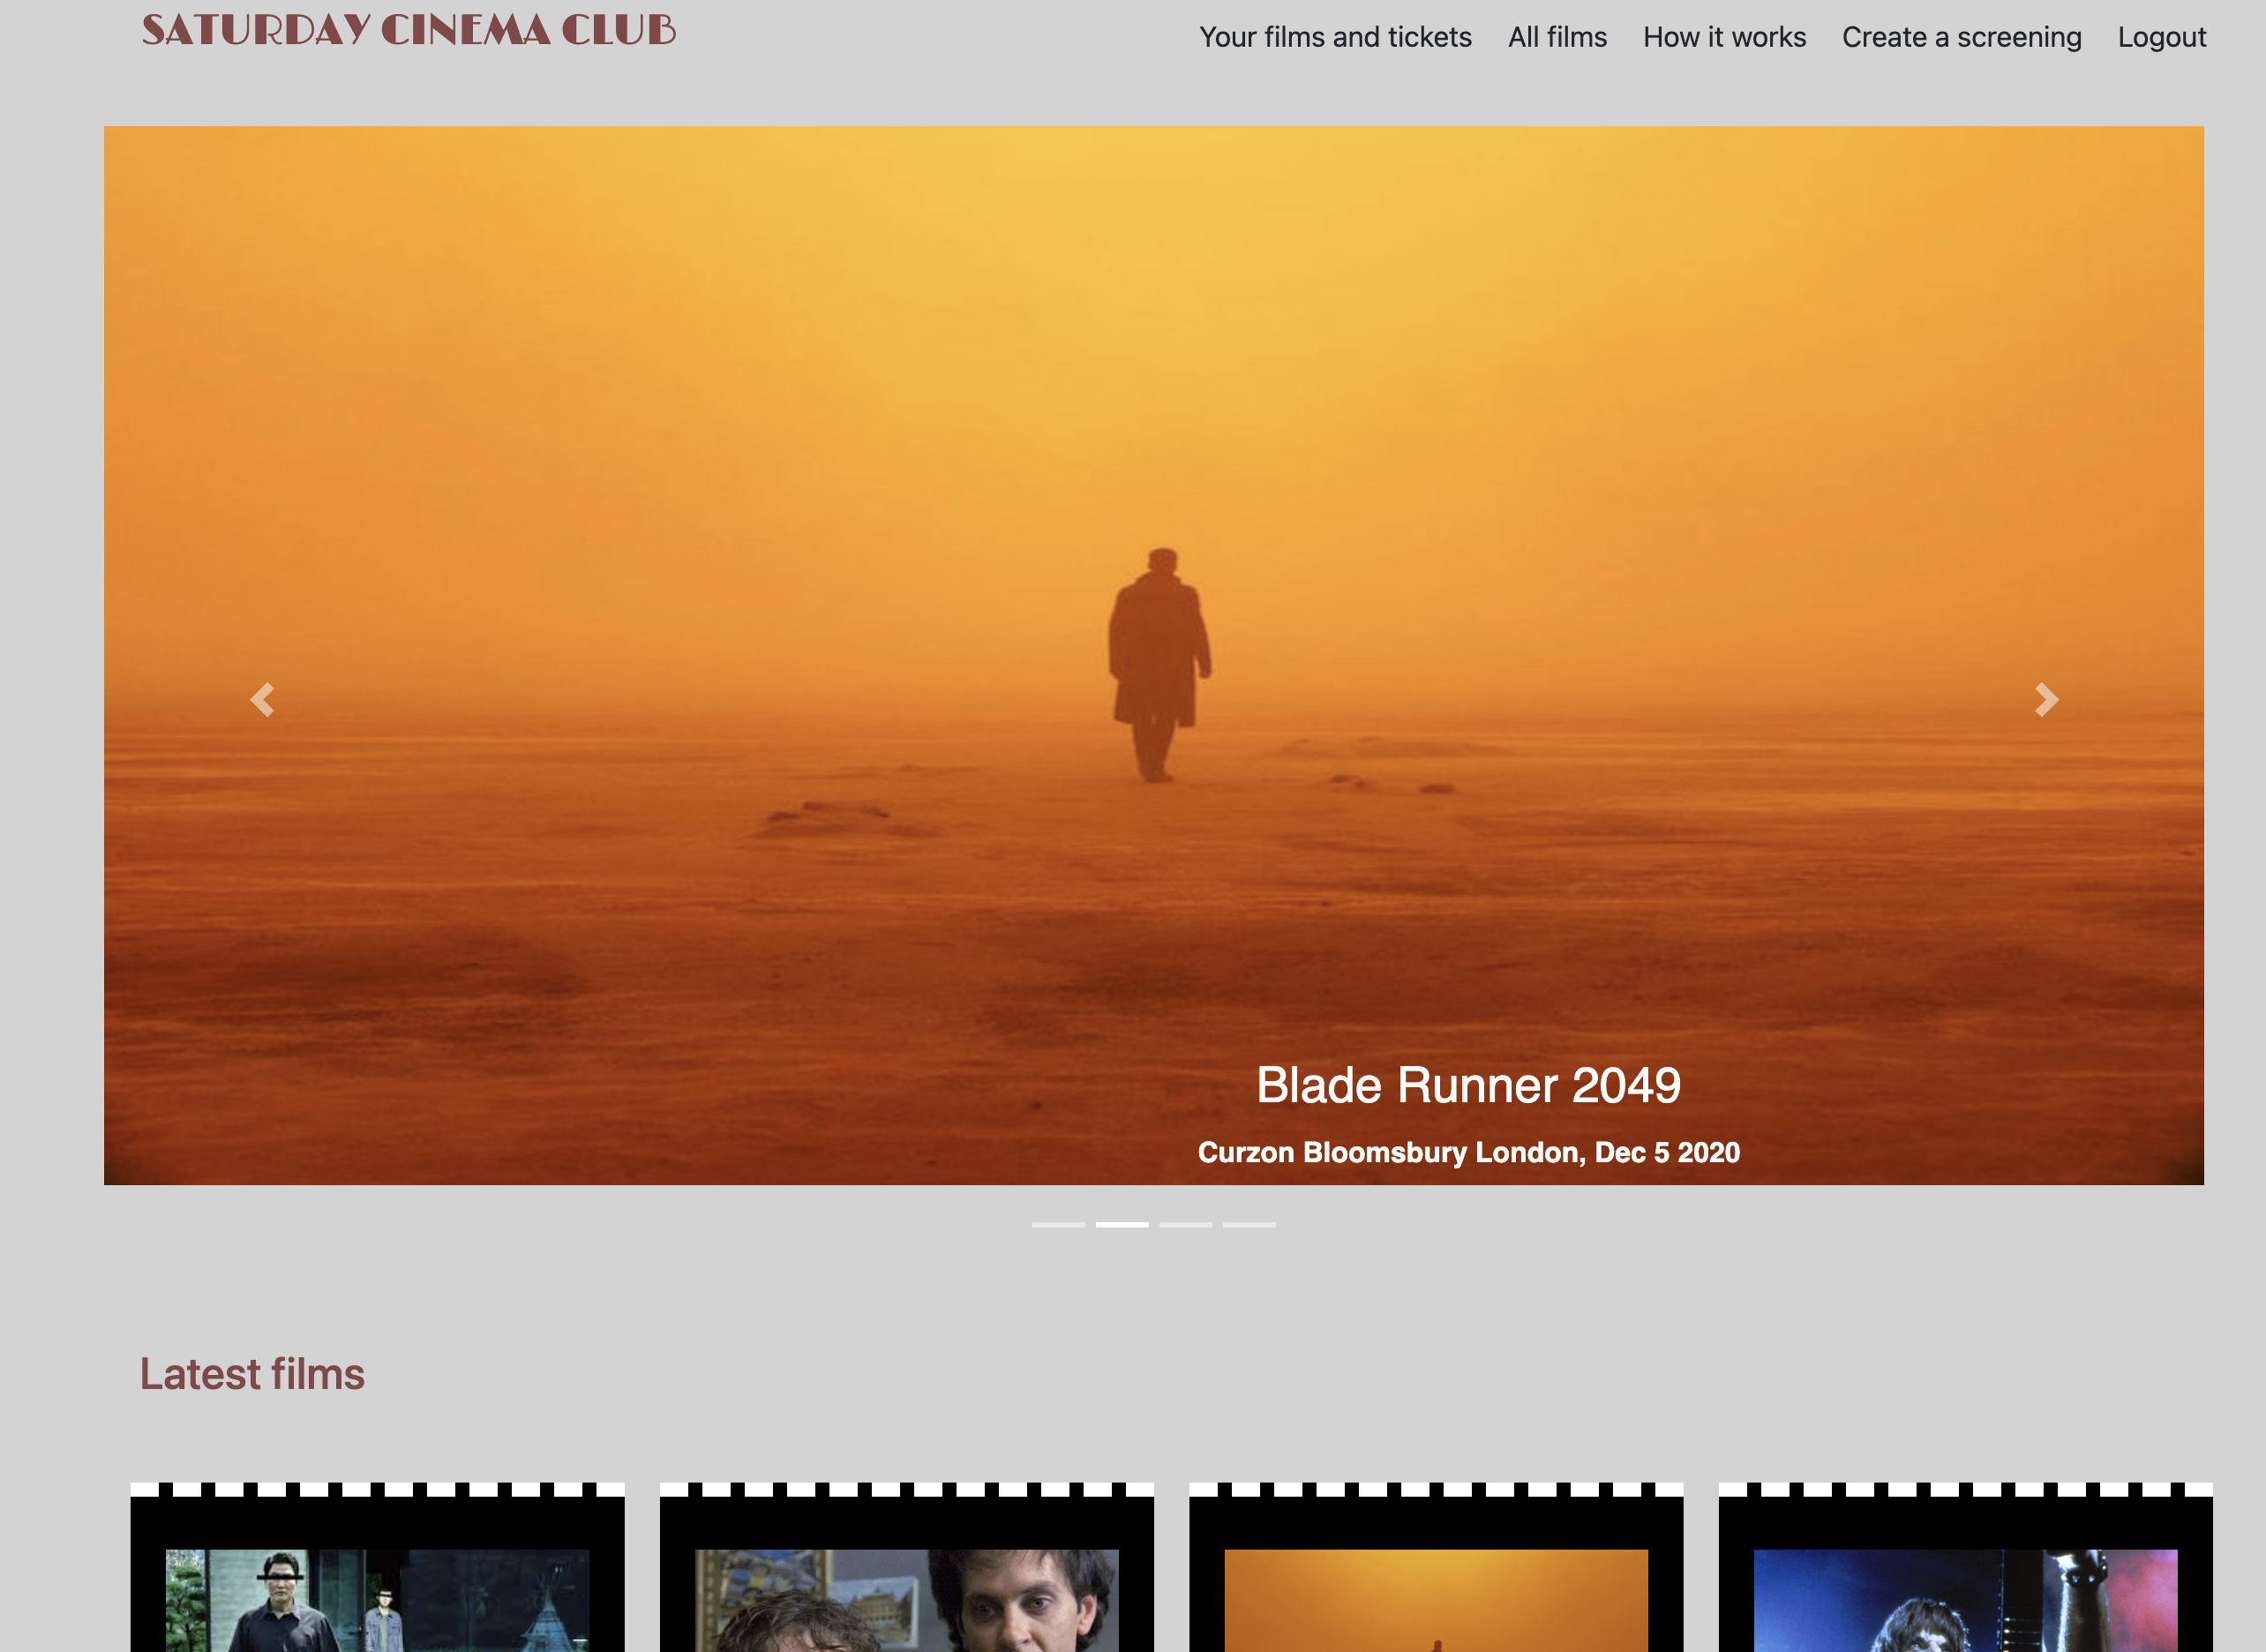 SATURDAY CINEMA CLUB
Your films and tickets All films How it works Create a screening Logout
Blade Runner 2049
Curzon Bloomsbury London, Dec 5 2020
Latest films